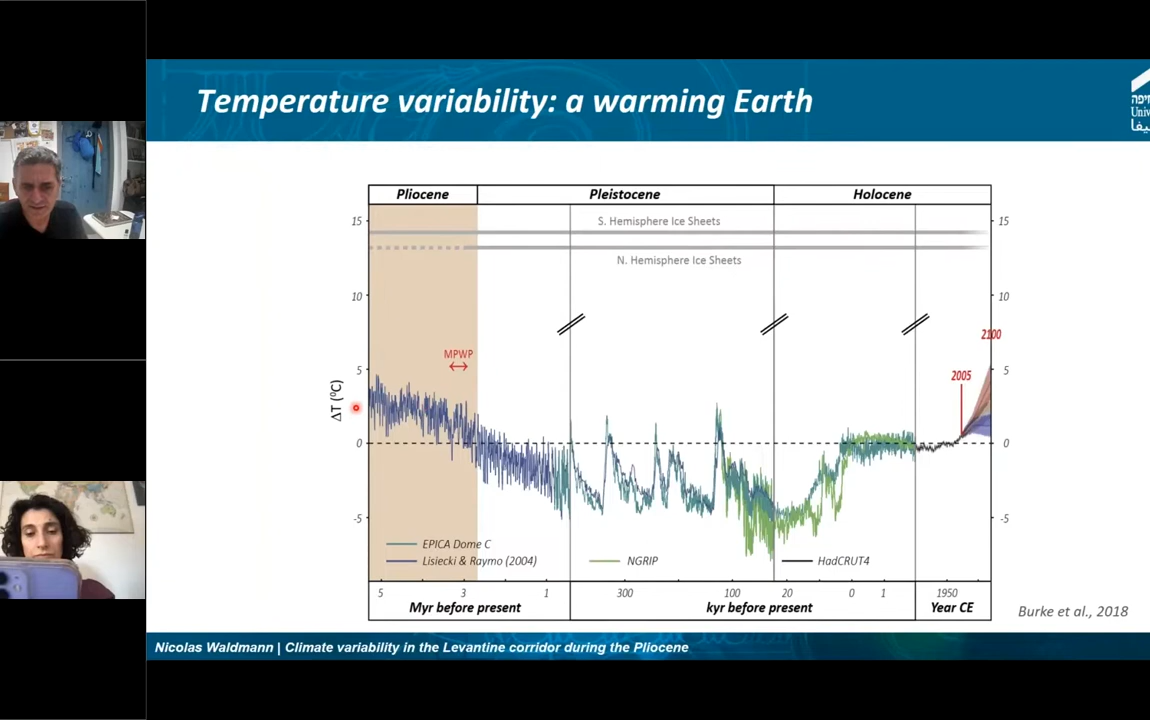 Temperature variability: a warming Earth
Pliocene Pleistocene Holocene
15 S. Hemisphere Ice Sheets 15
N. Hemisphere Ice Sheets
10 10
2100
MPWP
5 2005 5
ΔT (⁰C)
0 0
-5 -5
EPICA Dome C
Lisiecki & Raymo (2004) NGRIP HadCRUT4
5 3 1 300 100 20 0 1 1950
Myr before present kyr before present Year CE
Burke et al., 2018
Nicolas Waldmann | Climate variability in the Levantine corridor during the Pliocene